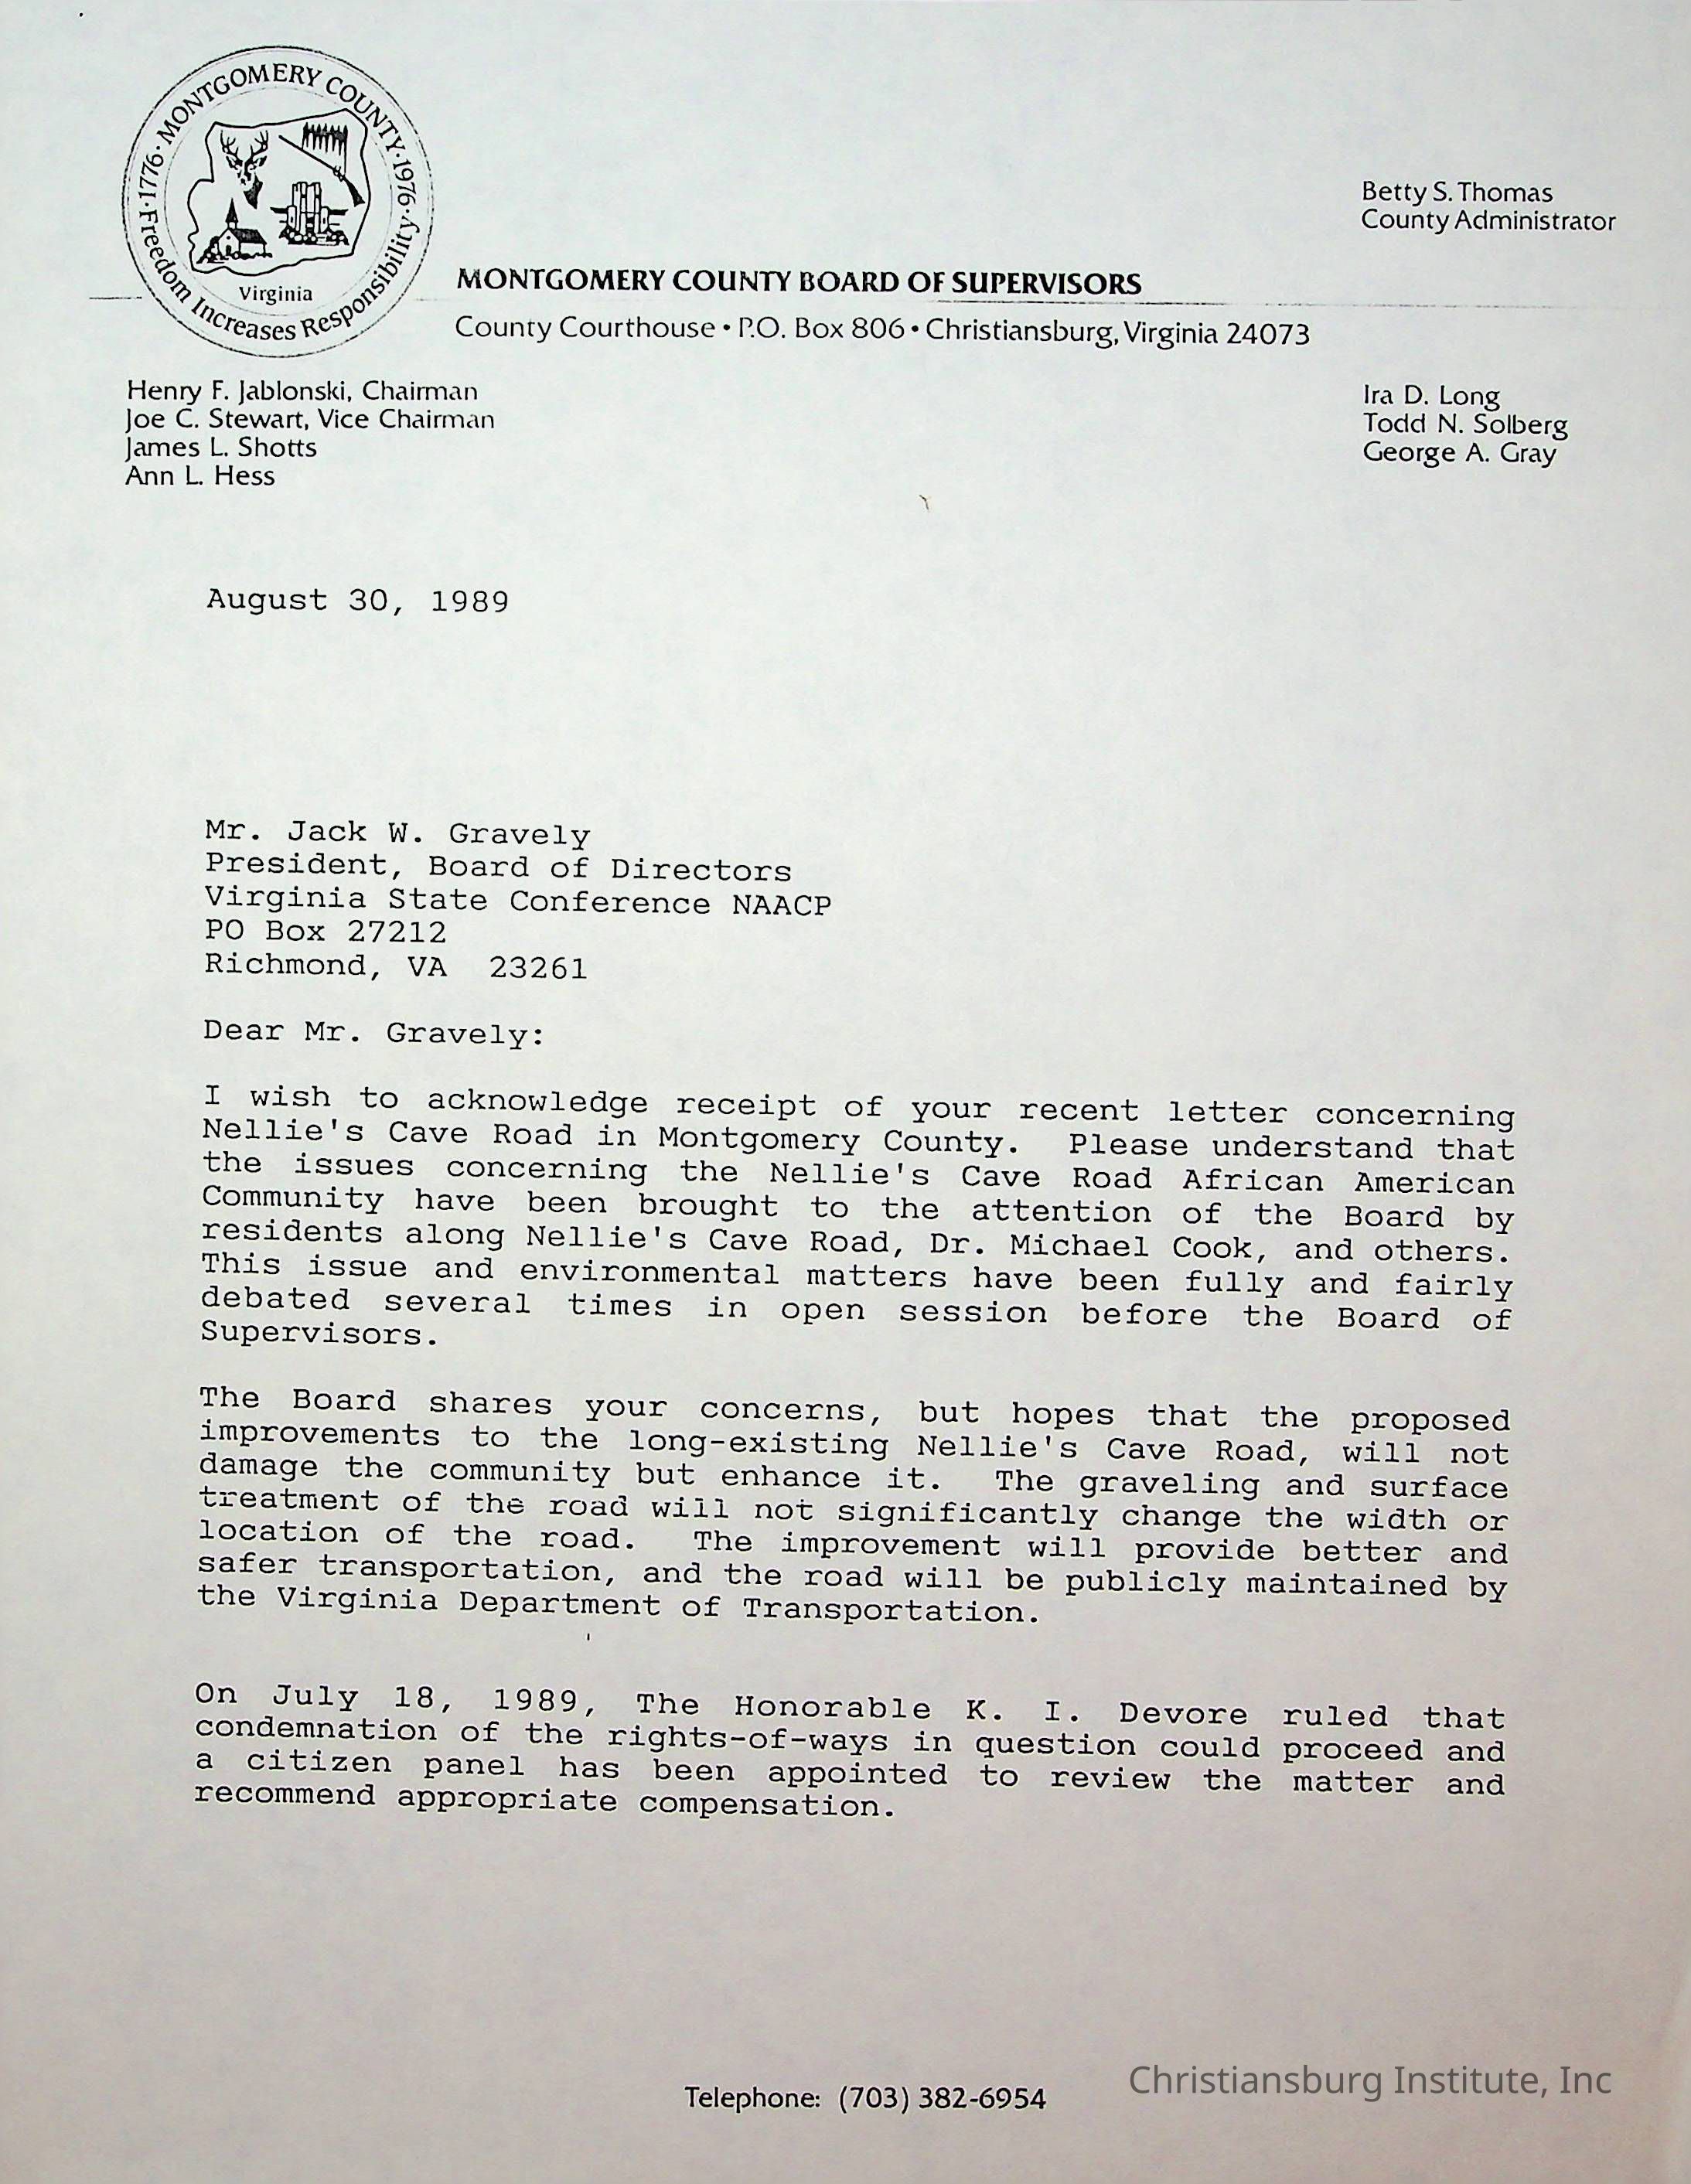 MONTGOMERY COUNTY
·1776· ·1976·
Freedom Increases Responsibility
Virginia
Betty S. Thomas
County Administrator
MONTGOMERY COUNTY BOARD OF SUPERVISORS
County Courthouse • P.O. Box 806 • Christiansburg, Virginia 24073
Henry F. Jablonski, Chairman
Joe C. Stewart, Vice Chairman
James L. Shotts
Ann L. Hess
Ira D. Long
Todd N. Solberg
George A. Gray
August 30, 1989
Mr. Jack W. Gravely
President, Board of Directors
Virginia State Conference NAACP
PO Box 27212
Richmond, VA 23261
Dear Mr. Gravely:
I wish to acknowledge receipt of your recent letter concerning
Nellie's Cave Road in Montgomery County. Please understand that
the issues concerning the Nellie's Cave Road African American
Community have been brought to the attention of the Board by
residents along Nellie's Cave Road, Dr. Michael Cook, and others.
This issue and environmental matters have been fully and fairly
debated several times in open session before the Board of
Supervisors.
The Board shares your concerns, but hopes that the proposed
improvements to the long-existing Nellie's Cave Road, will not
damage the community but enhance it. The graveling and surface
treatment of the road will not significantly change the width or
location of the road. The improvement will provide better and
safer transportation, and the road will be publicly maintained by
the Virginia Department of Transportation.
On July 18, 1989, The Honorable K. I. Devore ruled that
condemnation of the rights-of-ways in question could proceed and
a citizen panel has been appointed to review the matter and
recommend appropriate compensation.
Telephone: (703) 382-6954
Christiansburg Institute, Inc